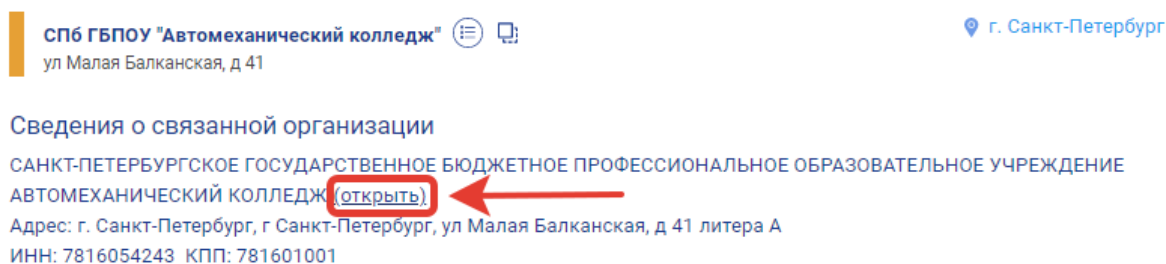 СПб ГБПОУ "Автомеханический колледж"
г. Санкт-Петербург
ул Малая Балканская, д 41
Сведения о связанной организации
САНКТ-ПЕТЕРБУРГСКОЕ ГОСУДАРСТВЕННОЕ БЮДЖЕТНОЕ ПРОФЕССИОНАЛЬНОЕ ОБРАЗОВАТЕЛЬНОЕ УЧРЕЖДЕНИЕ
АВТОМЕХАНИЧЕСКИЙ КОЛЛЕДЖ (открыть)
Адрес: г. Санкт-Петербург, г Санкт-Петербург, ул Малая Балканская, д 41 литера А
ИНН: 7816054243 КПП: 781601001